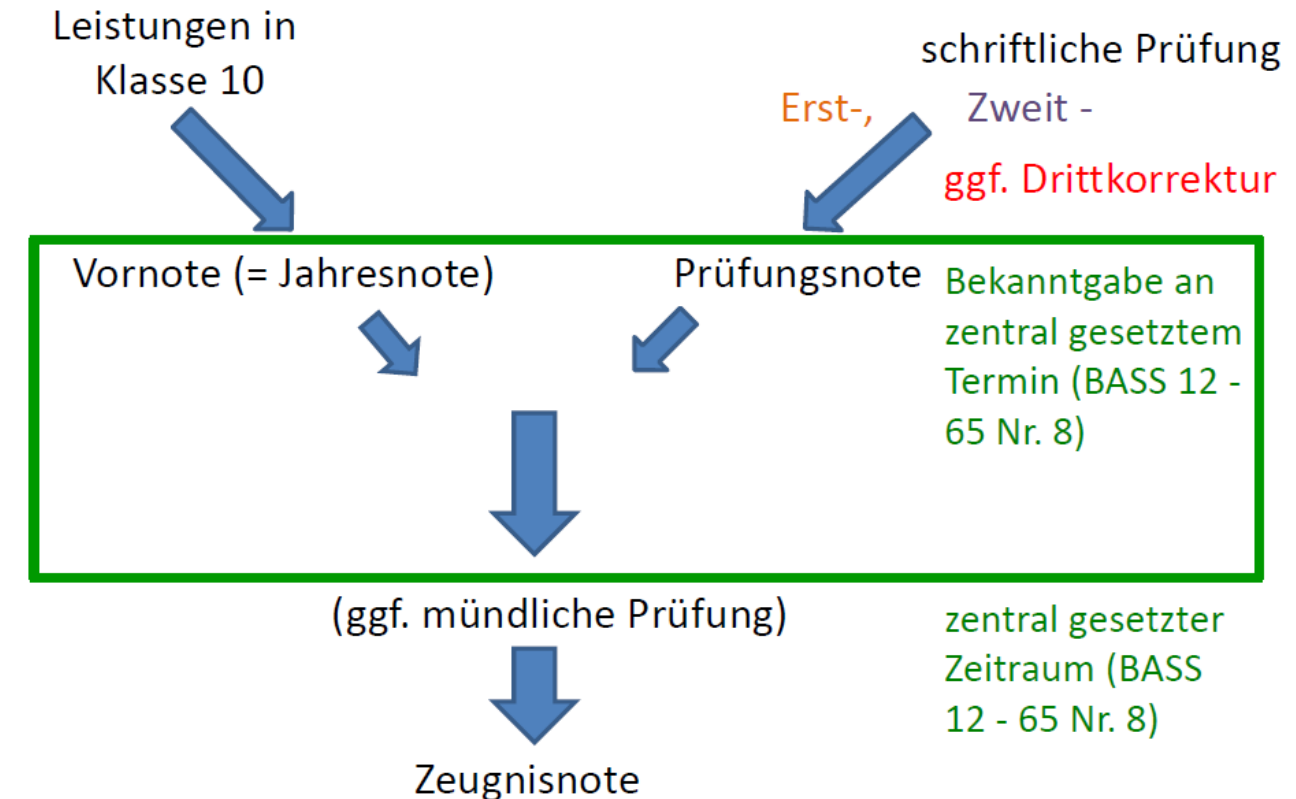 Leistungen in
Klasse 10
schriftliche Prüfung
Erst-, Zweit -
ggf. Drittkorrektur
Vornote (= Jahresnote)
Prüfungsnote
Bekanntgabe an
zentral gesetztem
Termin (BASS 12 -
65 Nr. 8)
(ggf. mündliche Prüfung)
zentral gesetzter
Zeitraum (BASS
12 - 65 Nr. 8)
Zeugnisnote